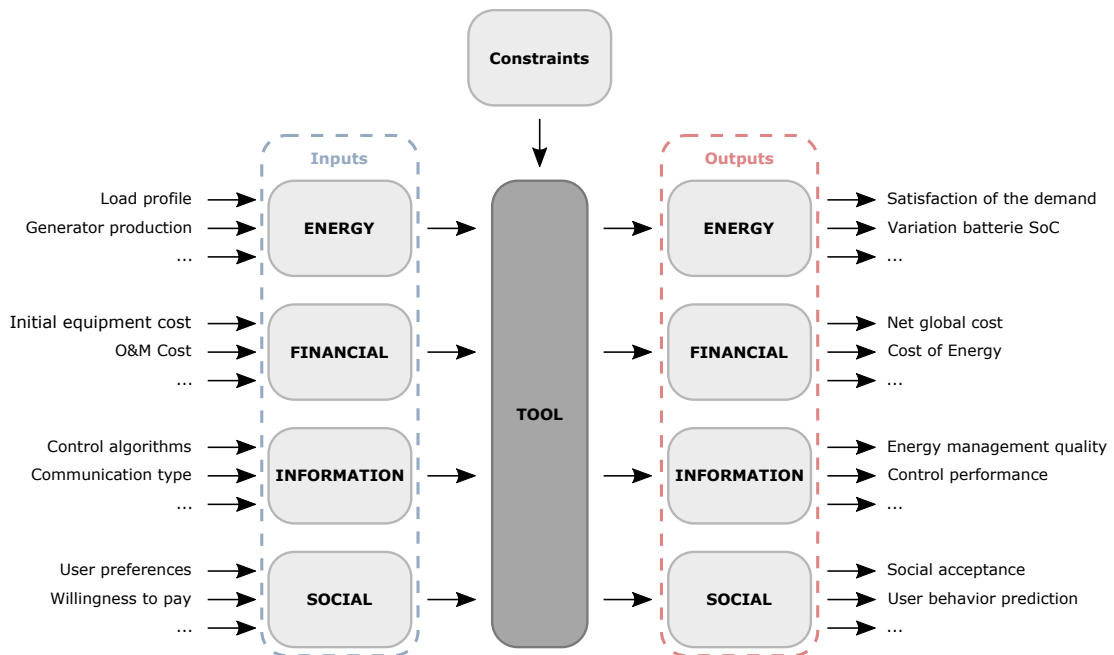 Constraints
Inputs
Outputs
Load profile
Generator production
...
ENERGY
ENERGY
Satisfaction of the demand
Variation batterie SoC
...
Initial equipment cost
O&M Cost
...
FINANCIAL
FINANCIAL
Net global cost
Cost of Energy
...
TOOL
Control algorithms
Communication type
...
INFORMATION
INFORMATION
Energy management quality
Control performance
...
User preferences
Willingness to pay
...
SOCIAL
SOCIAL
Social acceptance
User behavior prediction
...